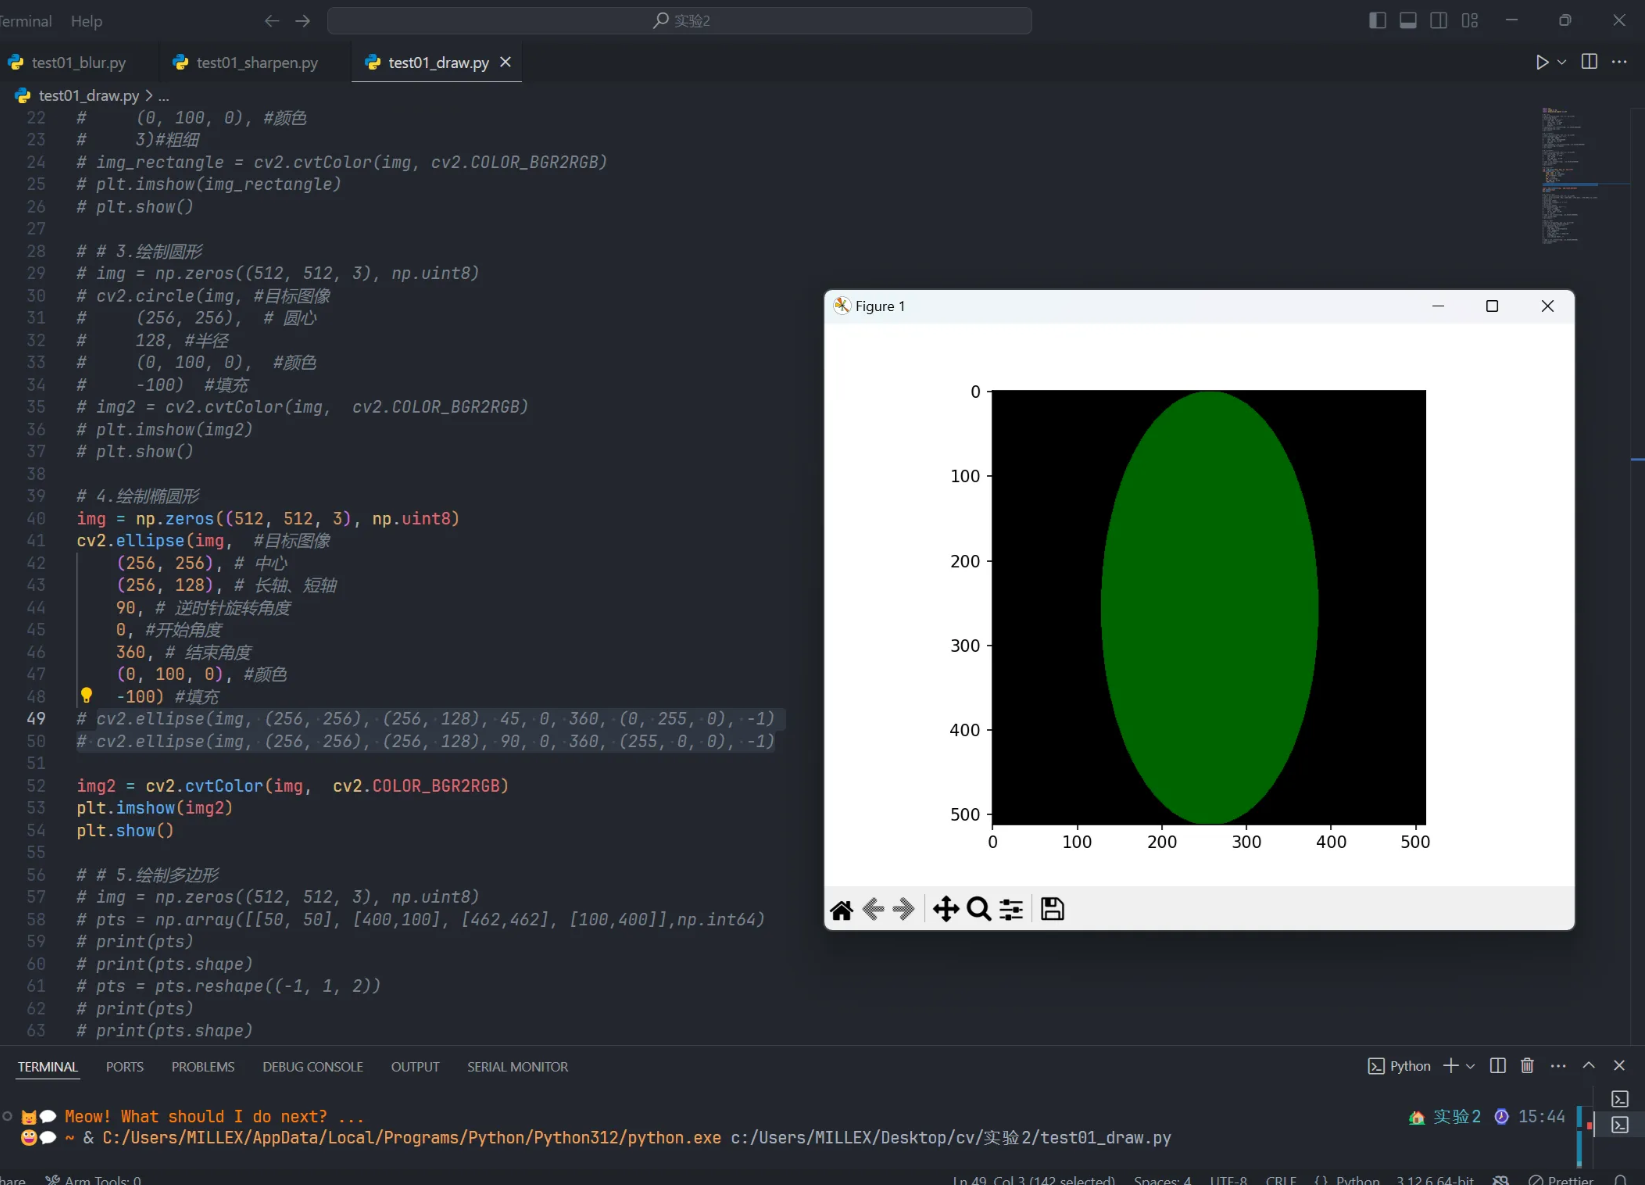 Terminal Help
实验2
test01_blur.py test01_sharpen.py test01_draw.py
test01_draw.py > ...
22 #     (0, 100, 0), #颜色
23 #     3)#粗细
24 # img_rectangle = cv2.cvtColor(img, cv2.COLOR_BGR2RGB)
25 # plt.imshow(img_rectangle)
26 # plt.show()
27
28 # # 3.绘制圆形
29 # img = np.zeros((512, 512, 3), np.uint8)
30 # cv2.circle(img, #目标图像
31 #     (256, 256),  # 圆心
32 #     128, #半径
33 #     (0, 100, 0),  #颜色
34 #     -100)  #填充
35 # img2 = cv2.cvtColor(img,  cv2.COLOR_BGR2RGB)
36 # plt.imshow(img2)
37 # plt.show()
38
39 # 4.绘制椭圆形
40 img = np.zeros((512, 512, 3), np.uint8)
41 cv2.ellipse(img,  #目标图像
42     (256, 256), # 中心
43     (256, 128), # 长轴、短轴
44     90, # 逆时针旋转角度
45     0, #开始角度
46     360, # 结束角度
47     (0, 100, 0), #颜色
48     -100) #填充
49 # cv2.ellipse(img, (256, 256), (256, 128), 45, 0, 360, (0, 255, 0), -1)
50 # cv2.ellipse(img, (256, 256), (256, 128), 90, 0, 360, (255, 0, 0), -1)
51
52 img2 = cv2.cvtColor(img,  cv2.COLOR_BGR2RGB)
53 plt.imshow(img2)
54 plt.show()
55
56 # # 5.绘制多边形
57 # img = np.zeros((512, 512, 3), np.uint8)
58 # pts = np.array([[50, 50], [400,100], [462,462], [100,400]],np.int64)
59 # print(pts)
60 # print(pts.shape)
61 # pts = pts.reshape((-1, 1, 2))
62 # print(pts)
63 # print(pts.shape)
Figure 1
0
100
200
300
400
500
0 100 200 300 400 500
TERMINAL PORTS PROBLEMS DEBUG CONSOLE OUTPUT SERIAL MONITOR
Python
Meow! What should I do next? ...
实验2 15:44
~ & C:/Users/MILLEX/AppData/Local/Programs/Python/Python312/python.exe c:/Users/MILLEX/Desktop/cv/实验2/test01_draw.py
hare Arm Tools: 0 Ln 49, Col 3 (142 selected) Spaces: 4 UTF-8 CRLF {} Python 3.12.6 64-bit Prettier